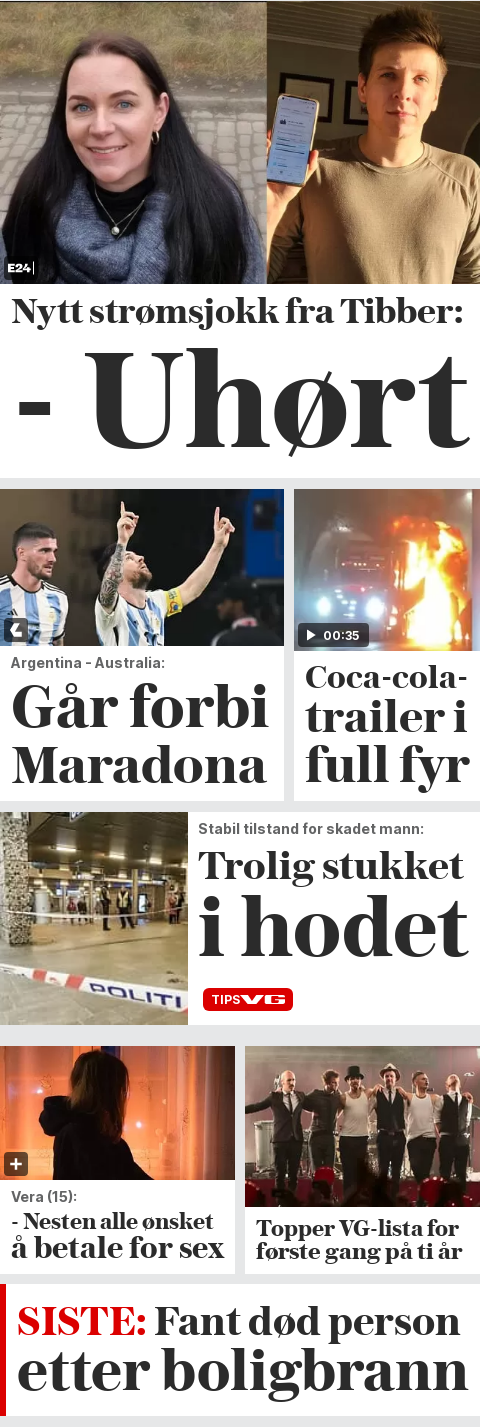 E24
Nytt strømsjokk fra Tibber:
- Uhørt
00:35
Argentina - Australia:
Går forbi
Maradona
Coca-cola-
trailer i
full fyr
POLITI
Stabil tilstand for skadet mann:
Trolig stukket
i hodet
TIPS VG
Vera (15):
- Nesten alle ønsket
å betale for sex
Topper VG-lista for
første gang på ti år
SISTE: Fant død person
etter boligbrann